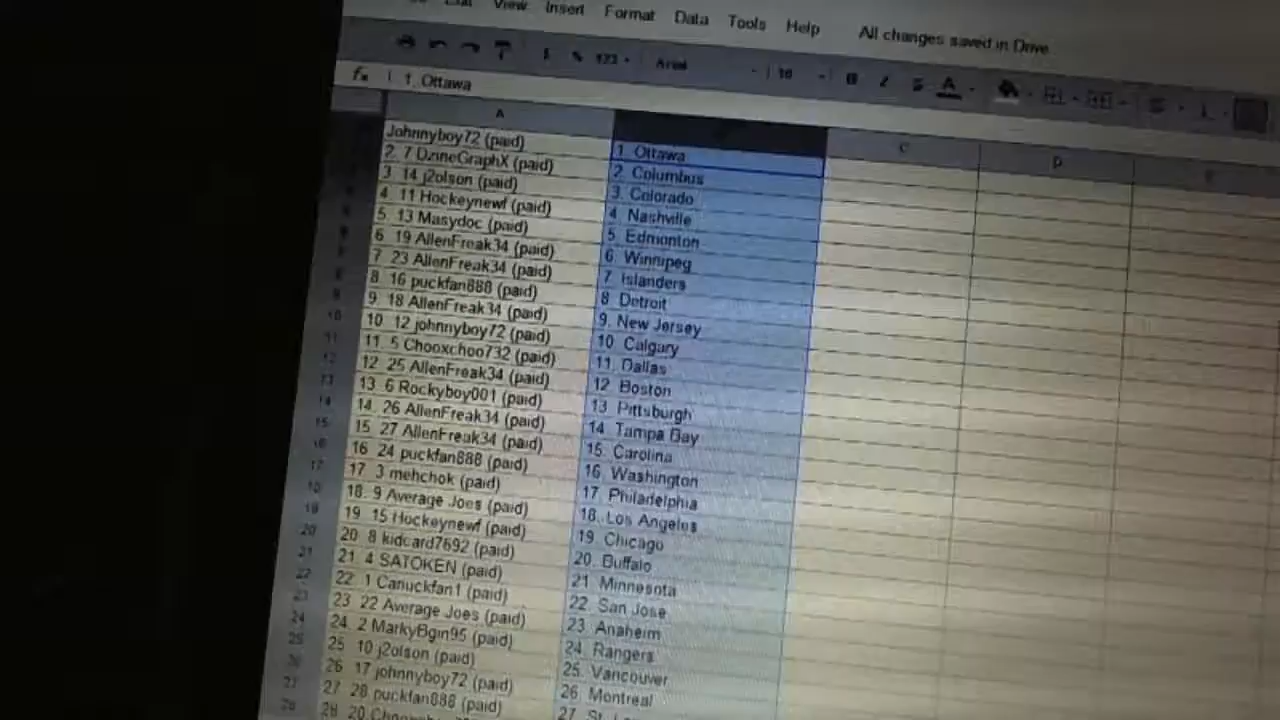 Edit View Insert Format Data Tools Help All changes saved in Drive
$ % 123 Arial 10 B I S A
fx 1. Ottawa
A C D
Johnnyboy72 (paid) 1. Ottawa
2. 7 DzineGraphX (paid) 2. Columbus
3. 14 j2olson (paid) 3. Colorado
4. 11 Hockeynewf (paid) 4. Nashville
5. 13 Masydoc (paid) 5. Edmonton
6. 19 AllenFreak34 (paid) 6. Winnipeg
7. 23 AllenFreak34 (paid) 7. Islanders
8. 16 puckfan888 (paid) 8. Detroit
9. 18 AllenFreak34 (paid) 9. New Jersey
10. 12 johnnyboy72 (paid) 10. Calgary
11. 5 Chooxchoo732 (paid) 11. Dallas
12. 25 AllenFreak34 (paid) 12. Boston
13. 6 Rockyboy001 (paid) 13. Pittsburgh
14. 26 AllenFreak34 (paid) 14. Tampa Bay
15. 27 AllenFreak34 (paid) 15. Carolina
16. 24 puckfan888 (paid) 16. Washington
17. 3 mehchok (paid) 17. Philadelphia
18. 9 Average Joes (paid) 18. Los Angeles
19. 15 Hockeynewf (paid) 19. Chicago
20. 8 kidcard7692 (paid) 20. Buffalo
21. 4 SATOKEN (paid) 21. Minnesota
22. 1 Canuckfan1 (paid) 22. San Jose
23. 22 Average Joes (paid) 23. Anaheim
24. 2 MarkyBgin95 (paid) 24. Rangers
25. 10 j2olson (paid) 25. Vancouver
26. 17 johnnyboy72 (paid) 26. Montreal
27. 28 puckfan888 (paid) 27. St.
28. 20